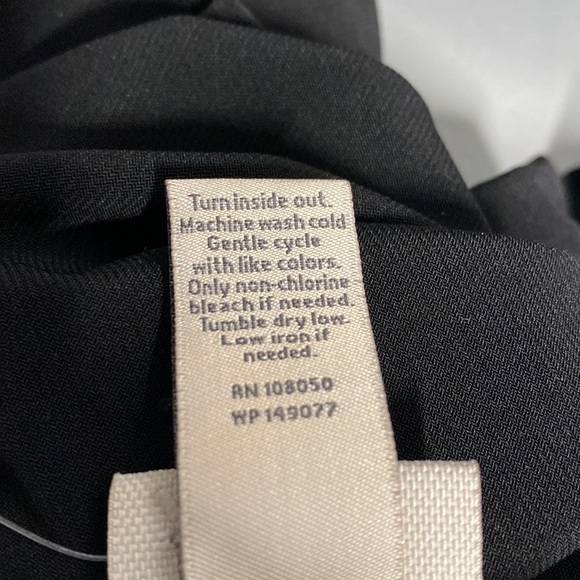 Turn inside out.
Machine wash cold
Gentle cycle
with like colors.
Only non-chlorine
bleach if needed.
Tumble dry low.
Low iron if
needed.
RN 108050
WP 149077